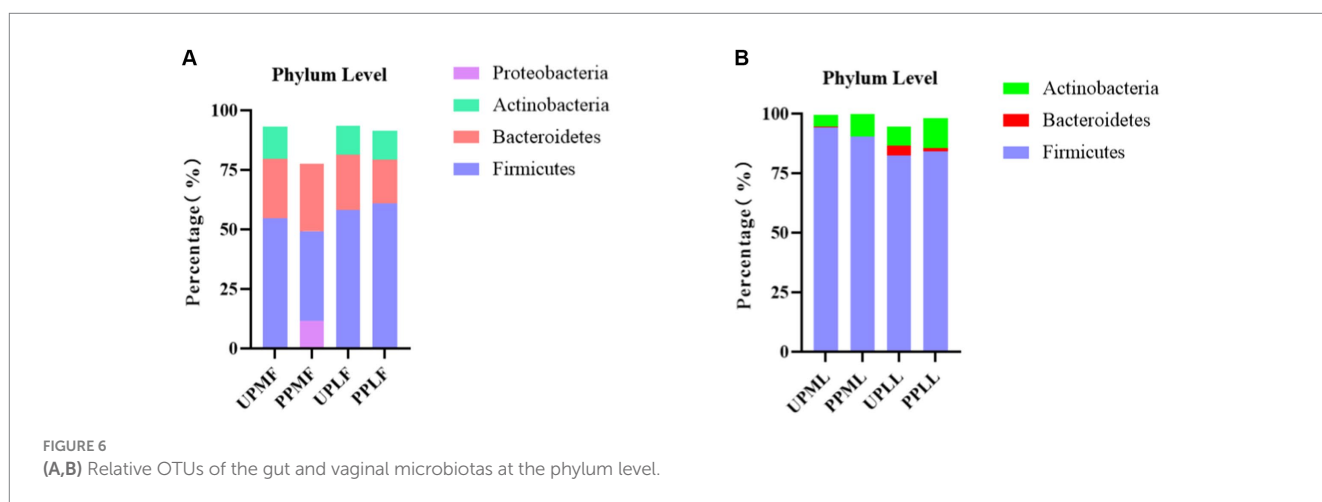 A
Phylum Level
Proteobacteria
Actinobacteria
Bacteroidetes
Firmicutes
Percentage( %)
100
75
50
25
0
UPMF
PPMF
UPLF
PPLF
B
Phylum Level
Actinobacteria
Bacteroidetes
Firmicutes
Percentage( %)
100
75
50
25
0
UPML
PPML
UPLL
PPLL
FIGURE 6
(A,B) Relative OTUs of the gut and vaginal microbiotas at the phylum level.